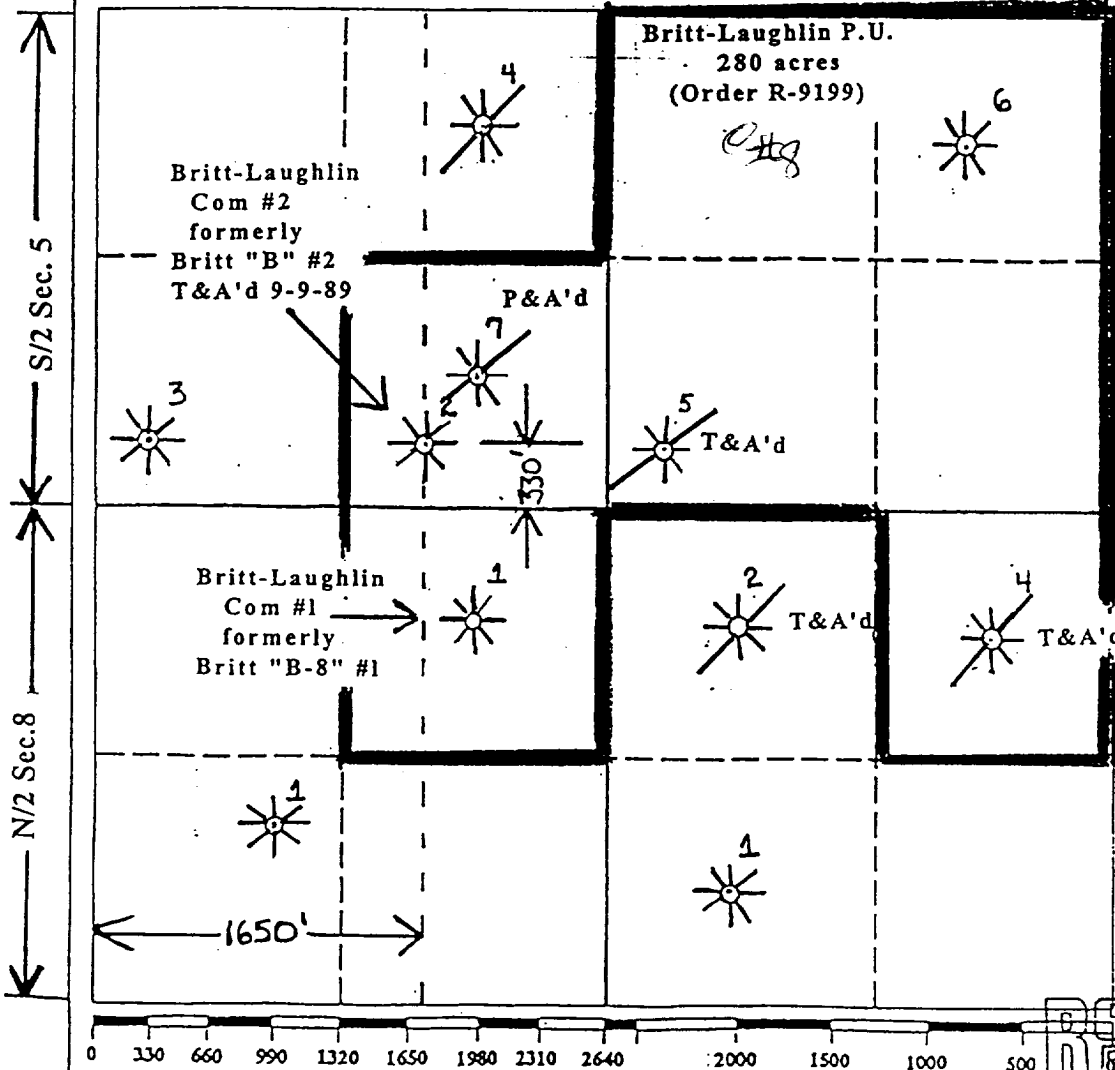 Britt-Laughlin P.U.
280 acres
(Order R-9199)
4
6
Britt-Laughlin
Com #2
formerly
Britt "B" #2
T&A'd 9-9-89
P&A'd
7
S/2 Sec. 5
3
2
5
T&A'd
330'
Britt-Laughlin
Com #1
formerly
Britt "B-8" #1
1
2
T&A'd
4
T&A'd
N/2 Sec.8
1
1
1650'
0 330 660 990 1320 1650 1980 2310 2640 2000 1500 1000 500